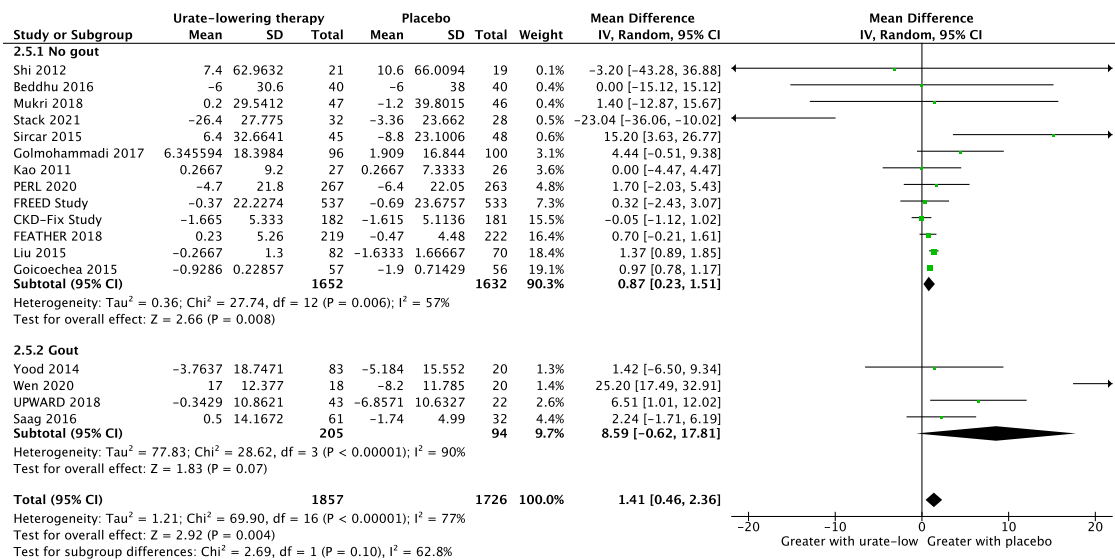 Urate-lowering therapy Placebo Mean Difference Mean Difference
Study or Subgroup Mean SD Total Mean SD Total Weight IV, Random, 95% CI IV, Random, 95% CI
2.5.1 No gout
Shi 2012 7.4 62.9632 21 10.6 66.0094 19 0.1% -3.20 [-43.28, 36.88]
Beddhu 2016 -6 30.6 40 -6 38 40 0.4% 0.00 [-15.12, 15.12]
Mukri 2018 0.2 29.5412 47 -1.2 39.8015 46 0.4% 1.40 [-12.87, 15.67]
Stack 2021 -26.4 27.775 32 -3.36 23.662 28 0.5% -23.04 [-36.06, -10.02]
Sircar 2015 6.4 32.6641 45 -8.8 23.1006 48 0.6% 15.20 [3.63, 26.77]
Golmohammadi 2017 6.345594 18.3984 96 1.909 16.844 100 3.1% 4.44 [-0.51, 9.38]
Kao 2011 0.2667 9.2 27 0.2667 7.3333 26 3.6% 0.00 [-4.47, 4.47]
PERL 2020 -4.7 21.8 267 -6.4 22.05 263 4.8% 1.70 [-2.03, 5.43]
FREED Study -0.37 22.2274 537 -0.69 23.6757 533 7.3% 0.32 [-2.43, 3.07]
CKD-Fix Study -1.665 5.333 182 -1.615 5.1136 181 15.5% -0.05 [-1.12, 1.02]
FEATHER 2018 0.23 5.26 219 -0.47 4.48 222 16.4% 0.70 [-0.21, 1.61]
Liu 2015 -0.2667 1.3 82 -1.6333 1.66667 70 18.4% 1.37 [0.89, 1.85]
Goicoechea 2015 -0.9286 0.22857 57 -1.9 0.71429 56 19.1% 0.97 [0.78, 1.17]
Subtotal (95% CI) 1652 1632 90.3% 0.87 [0.23, 1.51]
Heterogeneity: Tau² = 0.36; Chi² = 27.74, df = 12 (P = 0.006); I² = 57%
Test for overall effect: Z = 2.66 (P = 0.008)
2.5.2 Gout
Yood 2014 -3.7637 18.7471 83 -5.184 15.552 20 1.3% 1.42 [-6.50, 9.34]
Wen 2020 17 12.377 18 -8.2 11.785 20 1.4% 25.20 [17.49, 32.91]
UPWARD 2018 -0.3429 10.8621 43 -6.8571 10.6327 22 2.6% 6.51 [1.01, 12.02]
Saag 2016 0.5 14.1672 61 -1.74 4.99 32 4.4% 2.24 [-1.71, 6.19]
Subtotal (95% CI) 205 94 9.7% 8.59 [-0.62, 17.81]
Heterogeneity: Tau² = 77.83; Chi² = 28.62, df = 3 (P < 0.00001); I² = 90%
Test for overall effect: Z = 1.83 (P = 0.07)
Total (95% CI) 1857 1726 100.0% 1.41 [0.46, 2.36]
Heterogeneity: Tau² = 1.21; Chi² = 69.90, df = 16 (P < 0.00001); I² = 77%
Test for overall effect: Z = 2.92 (P = 0.004)
Test for subgroup differences: Chi² = 2.69, df = 1 (P = 0.10), I² = 62.8%
-20 -10 0 10 20
Greater with urate-low Greater with placebo